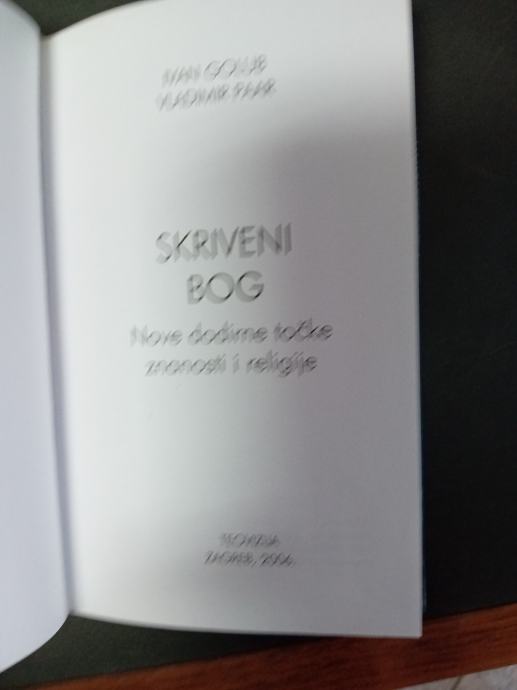 IVAN GOLUB
VLADIMIR PAAR
SKRIVENI
BOG
Nove dodirne točke
znanosti i religije
TEOVIZIJA
ZAGREB, 2006.